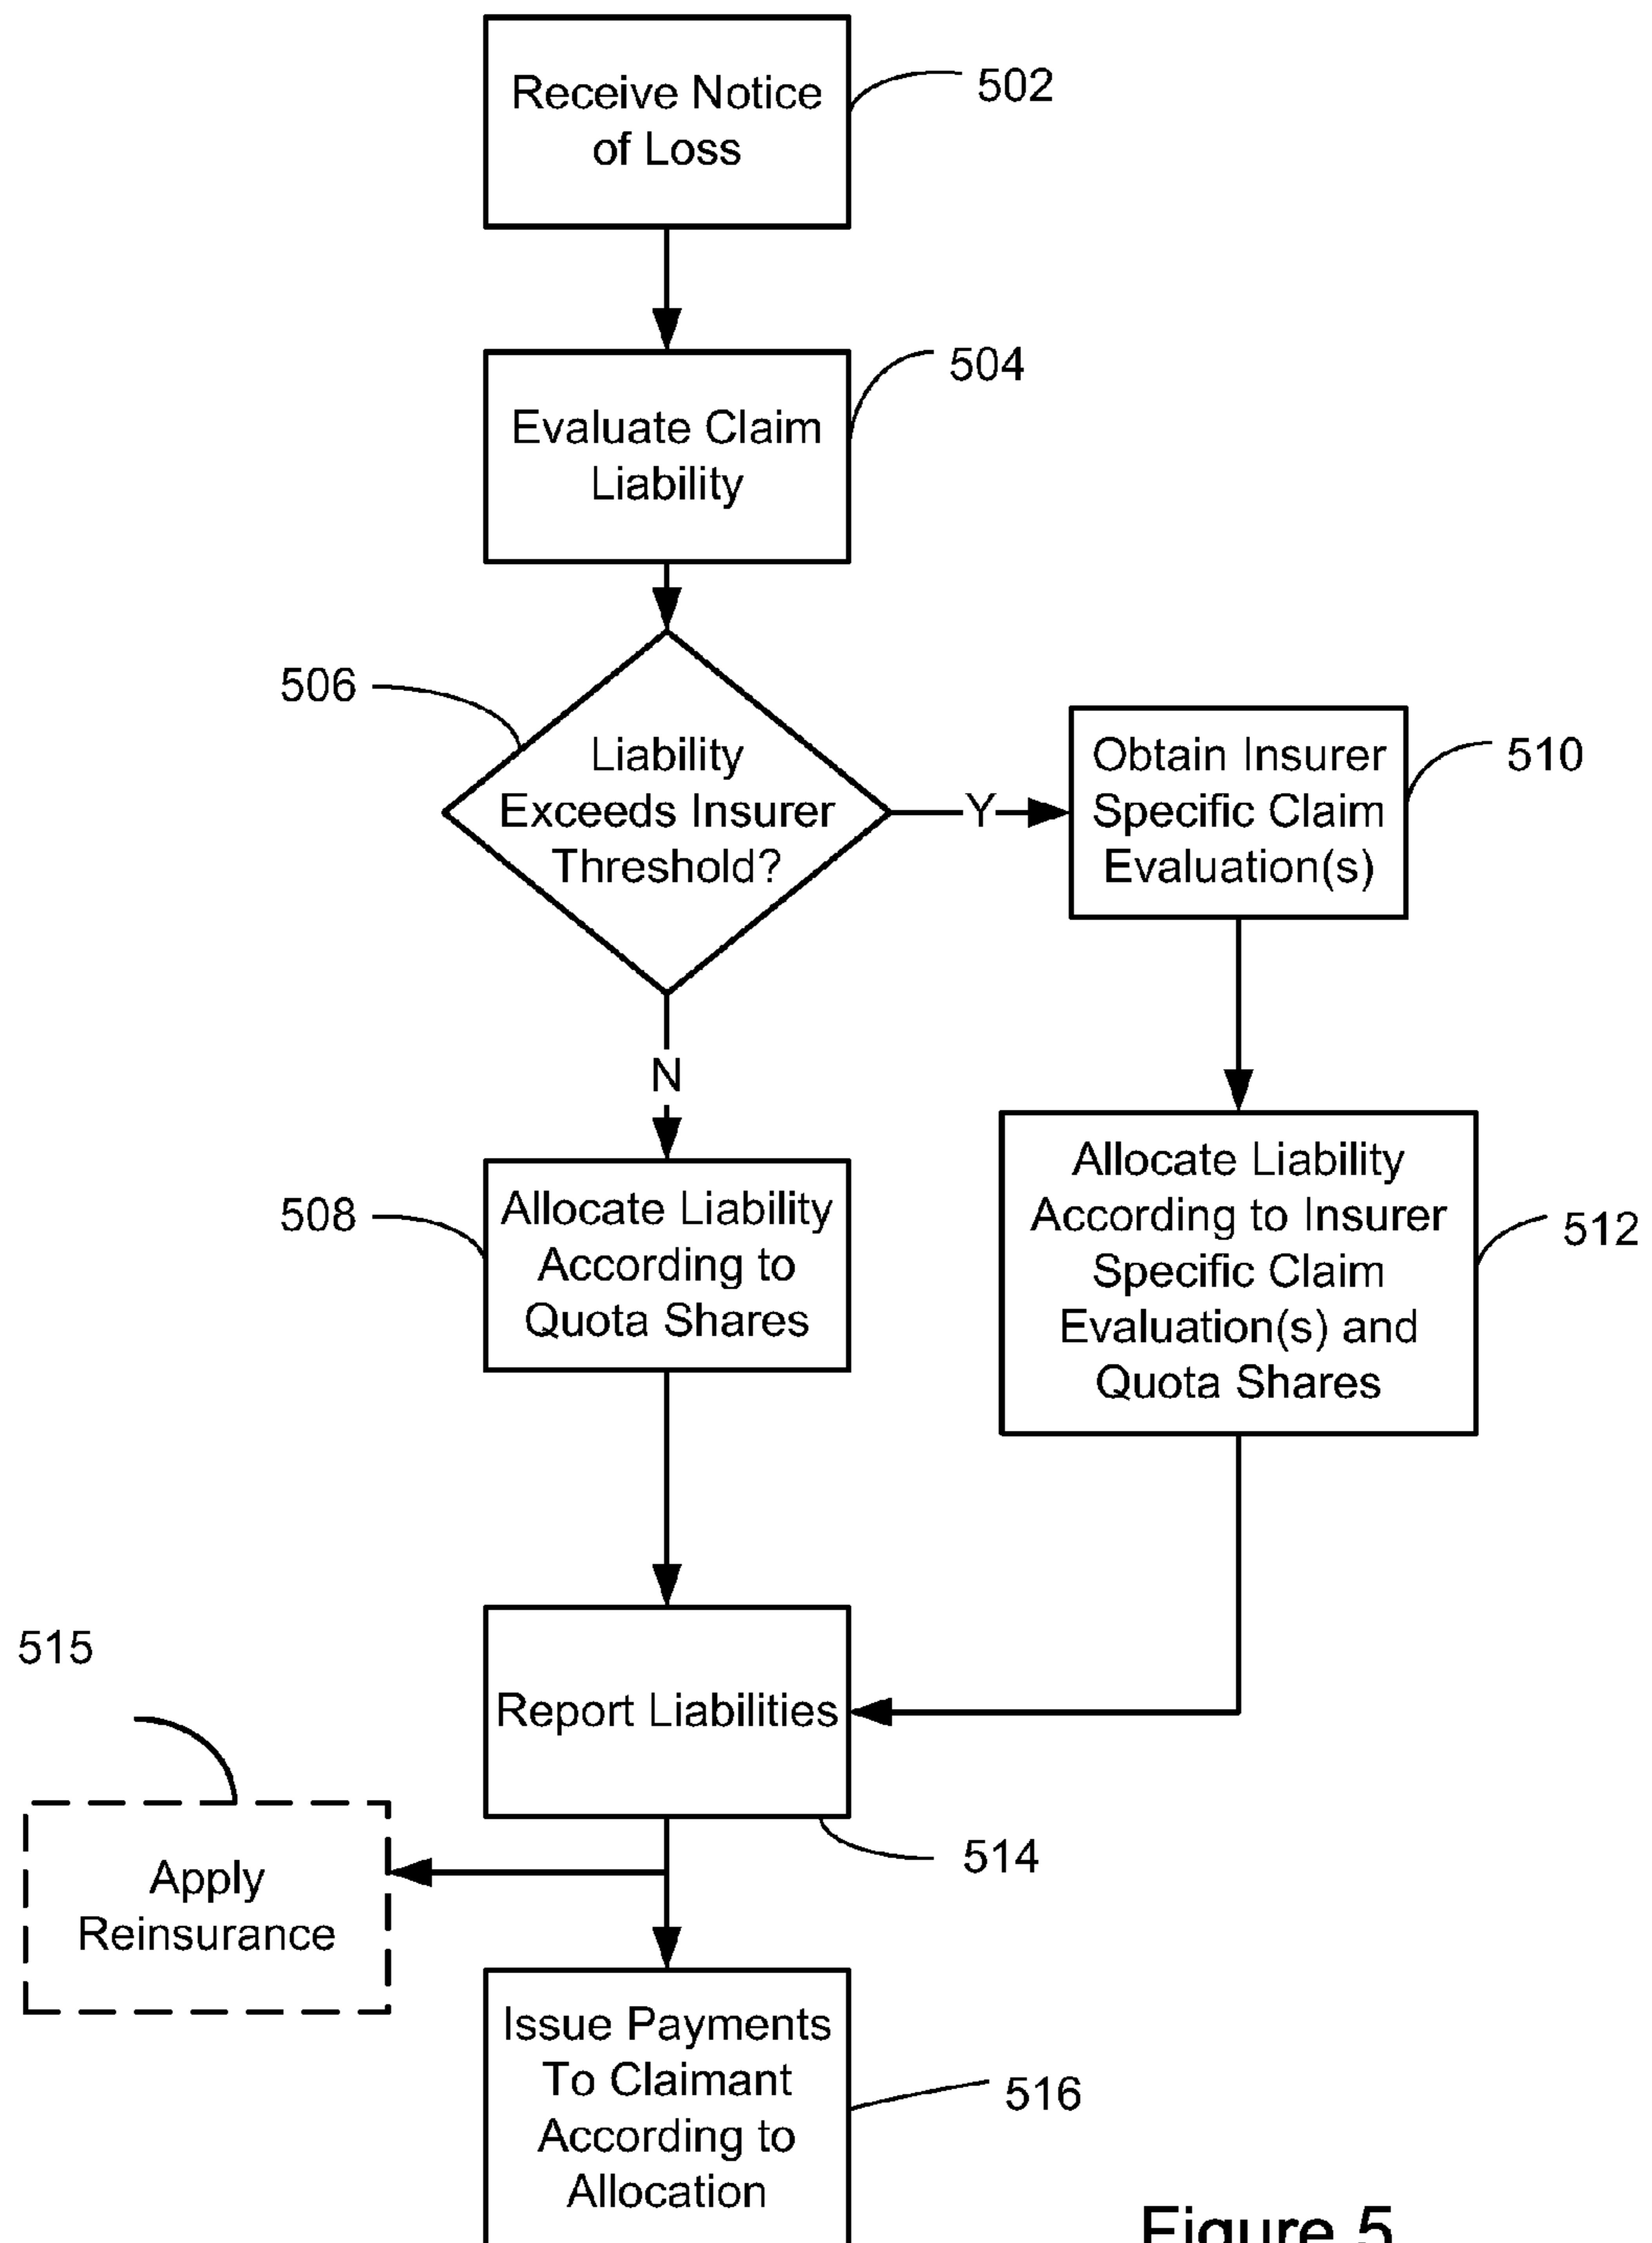 Receive Notice
of Loss
502
Evaluate Claim
Liability
504
506
Liability
Exceeds Insurer
Threshold?
Y
Obtain Insurer
Specific Claim
Evaluation(s)
510
N
508
Allocate Liability
According to
Quota Shares
Allocate Liability
According to Insurer
Specific Claim
Evaluation(s) and
Quota Shares
512
515
Report Liabilities
514
Apply
Reinsurance
Issue Payments
To Claimant
According to
Allocation
516
Figure 5